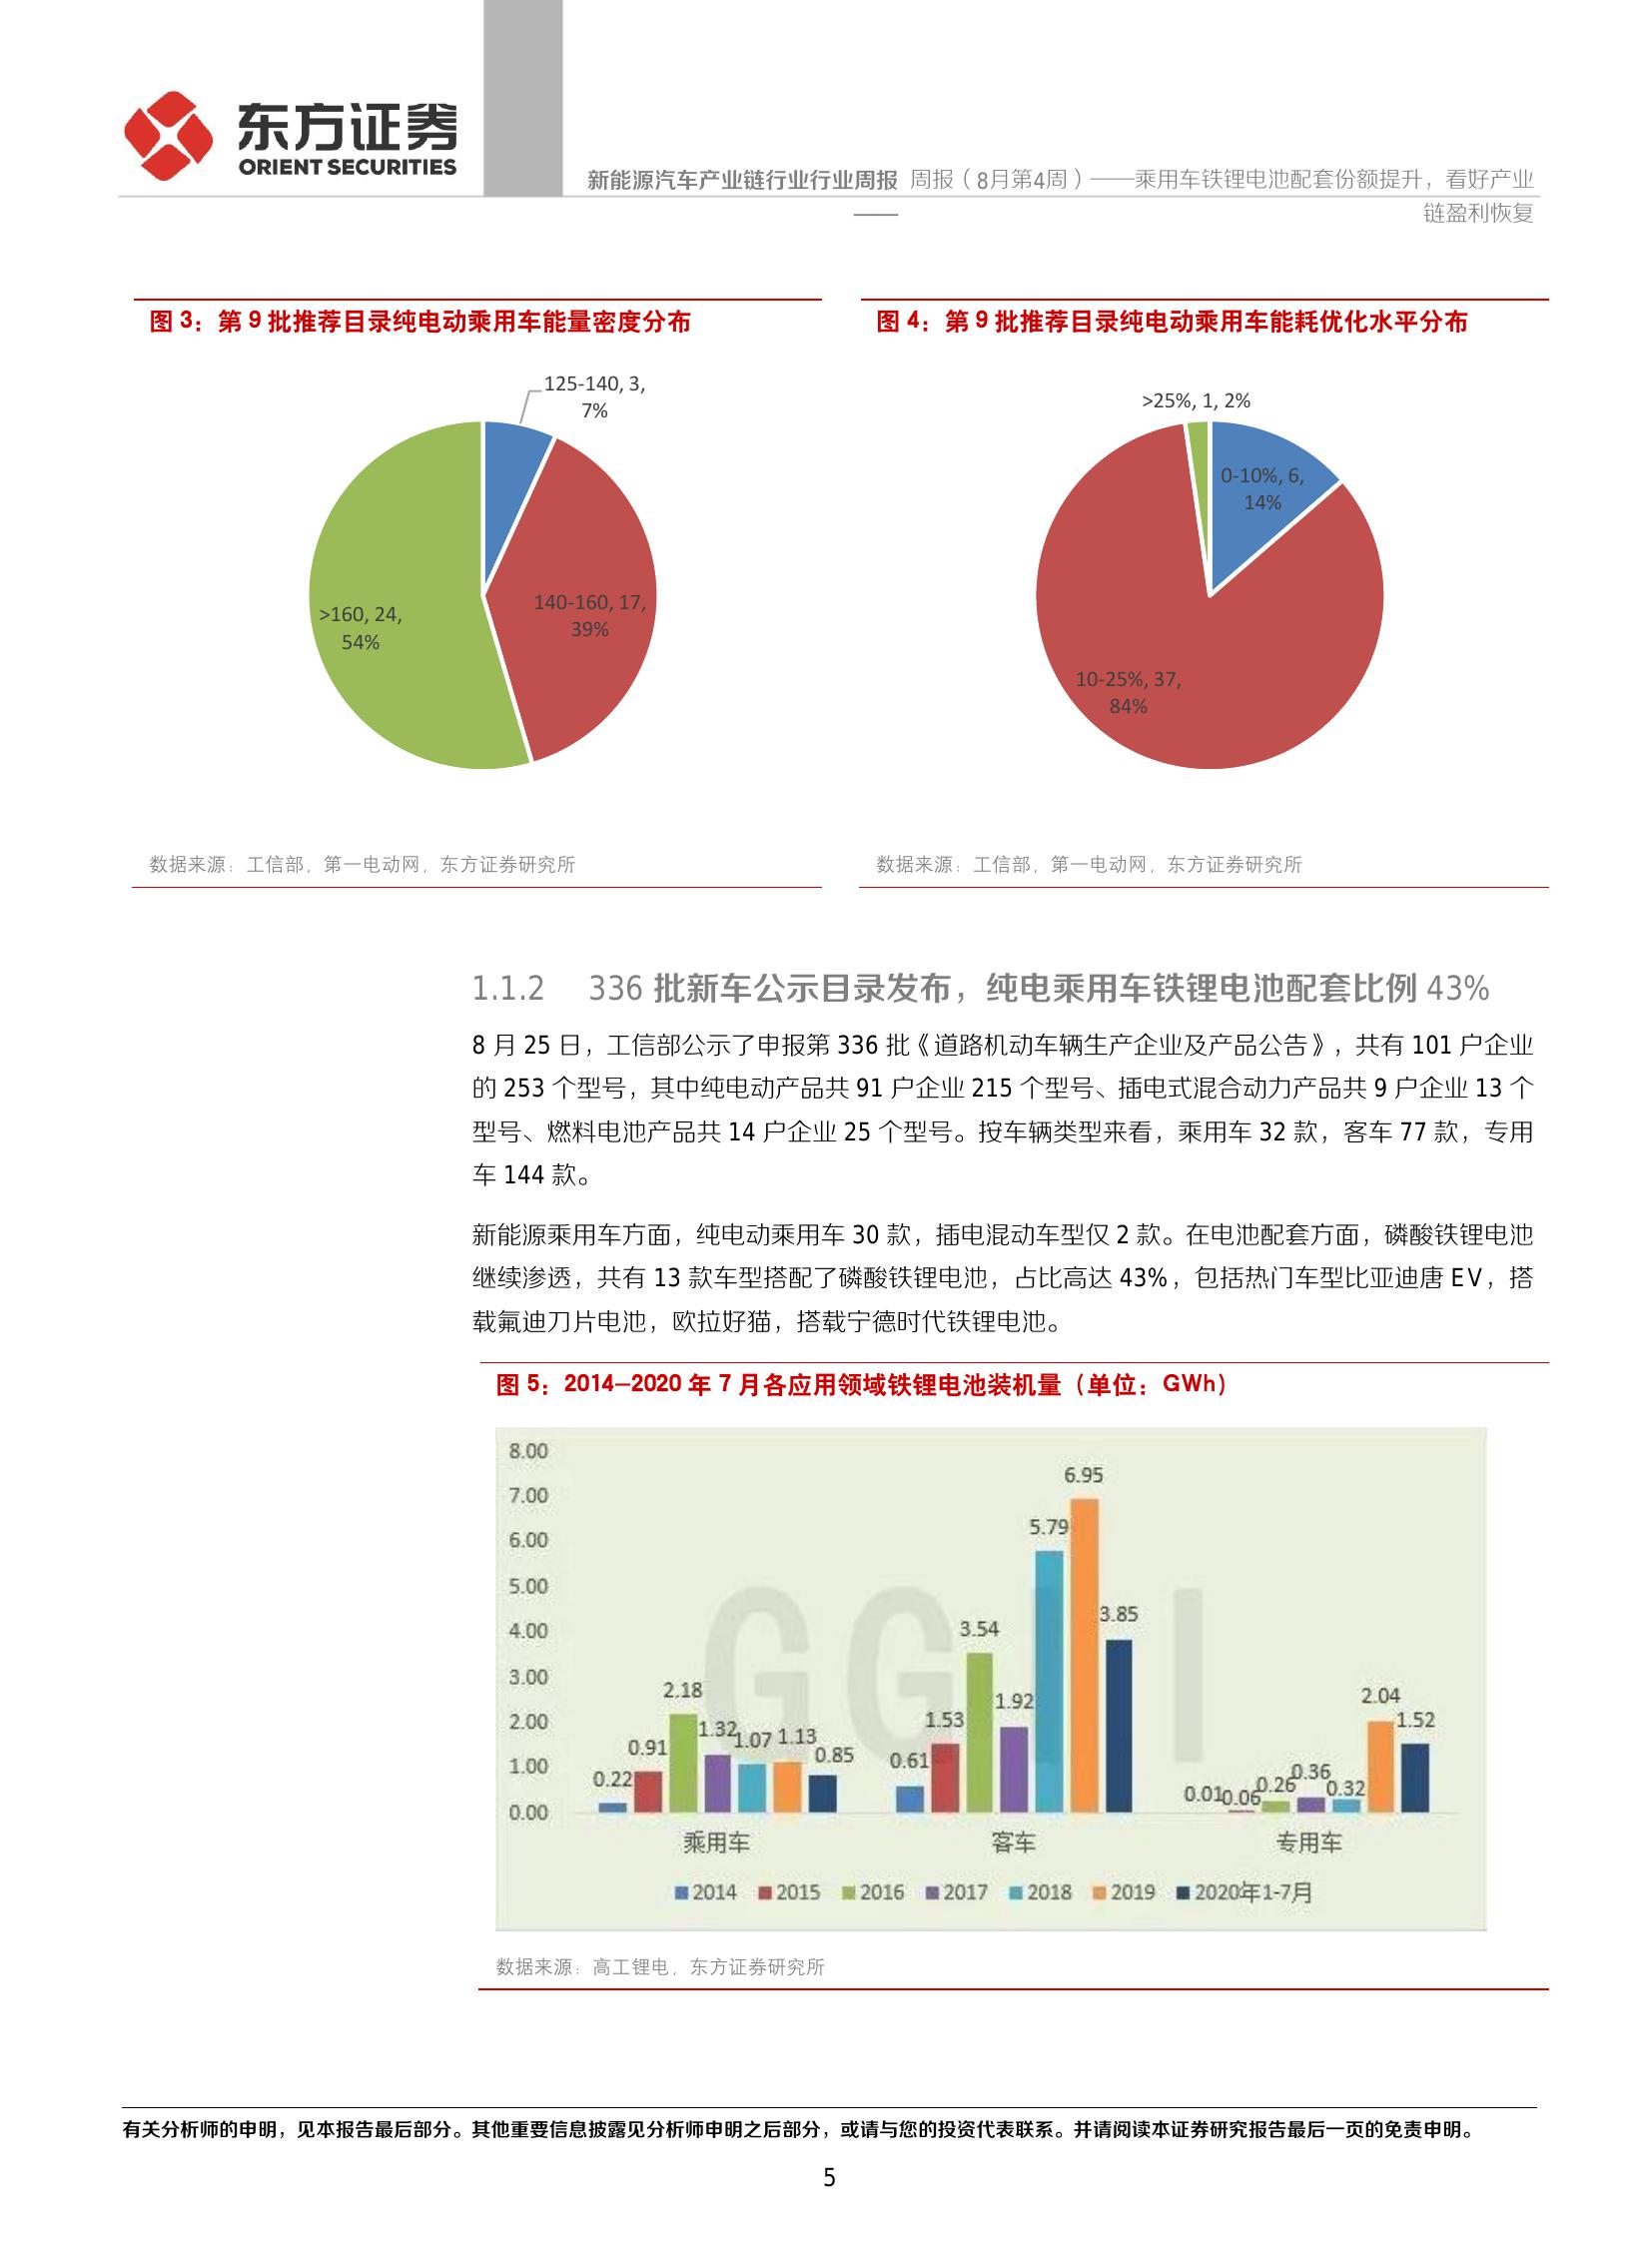 东方证券
ORIENT SECURITIES
新能源汽车产业链行业行业周报 周报（8月第4周）——乘用车铁锂电池配套份额提升，看好产业
——
链盈利恢复
图 3：第 9 批推荐目录纯电动乘用车能量密度分布
125-140, 3,
7%
140-160, 17,
39%
>160, 24,
54%
数据来源：工信部，第一电动网，东方证券研究所
图 4：第 9 批推荐目录纯电动乘用车能耗优化水平分布
>25%, 1, 2%
0-10%, 6,
14%
10-25%, 37,
84%
数据来源：工信部，第一电动网，东方证券研究所
1.1.2 336 批新车公示目录发布，纯电乘用车铁锂电池配套比例 43%
8 月 25 日，工信部公示了申报第 336 批《道路机动车辆生产企业及产品公告》，共有 101 户企业
的 253 个型号，其中纯电动产品共 91 户企业 215 个型号、插电式混合动力产品共 9 户企业 13 个
型号、燃料电池产品共 14 户企业 25 个型号。按车辆类型来看，乘用车 32 款，客车 77 款，专用
车 144 款。
新能源乘用车方面，纯电动乘用车 30 款，插电混动车型仅 2 款。在电池配套方面，磷酸铁锂电池
继续渗透，共有 13 款车型搭配了磷酸铁锂电池，占比高达 43%，包括热门车型比亚迪唐 EV，搭
载氟迪刀片电池，欧拉好猫，搭载宁德时代铁锂电池。
图 5：2014—2020 年 7 月各应用领域铁锂电池装机量（单位：GWh）
8.00
7.00
6.00
5.00
4.00
3.00
2.00
1.00
0.00
0.22
0.91
2.18
1.32
1.07
1.13
0.85
0.61
1.53
3.54
1.92
5.79
6.95
3.85
0.01
0.06
0.26
0.36
0.32
2.04
1.52
GG I I
乘用车 客车 专用车
2014 2015 2016 2017 2018 2019 2020年1-7月
数据来源：高工锂电，东方证券研究所
有关分析师的申明，见本报告最后部分。其他重要信息披露见分析师申明之后部分，或请与您的投资代表联系。并请阅读本证券研究报告最后一页的免责申明。
5